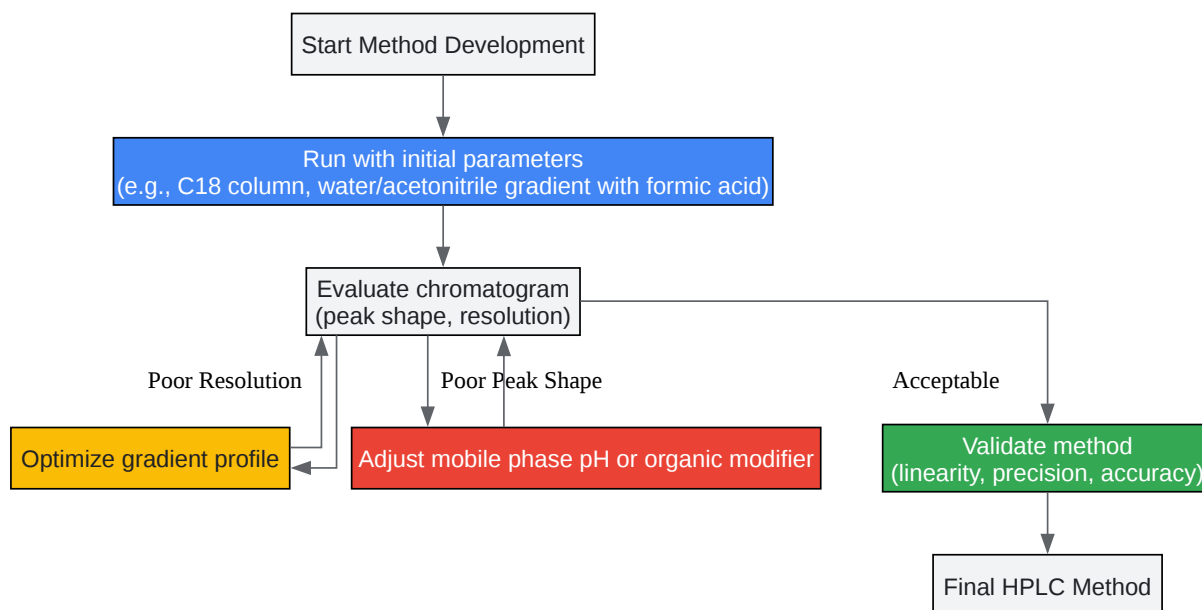 Start Method Development
Run with initial parameters
(e.g., C18 column, water/acetonitrile gradient with formic acid)
Evaluate chromatogram
(peak shape, resolution)
Poor Resolution
Poor Peak Shape
Acceptable
Optimize gradient profile
Adjust mobile phase pH or organic modifier
Validate method
(linearity, precision, accuracy)
Final HPLC Method